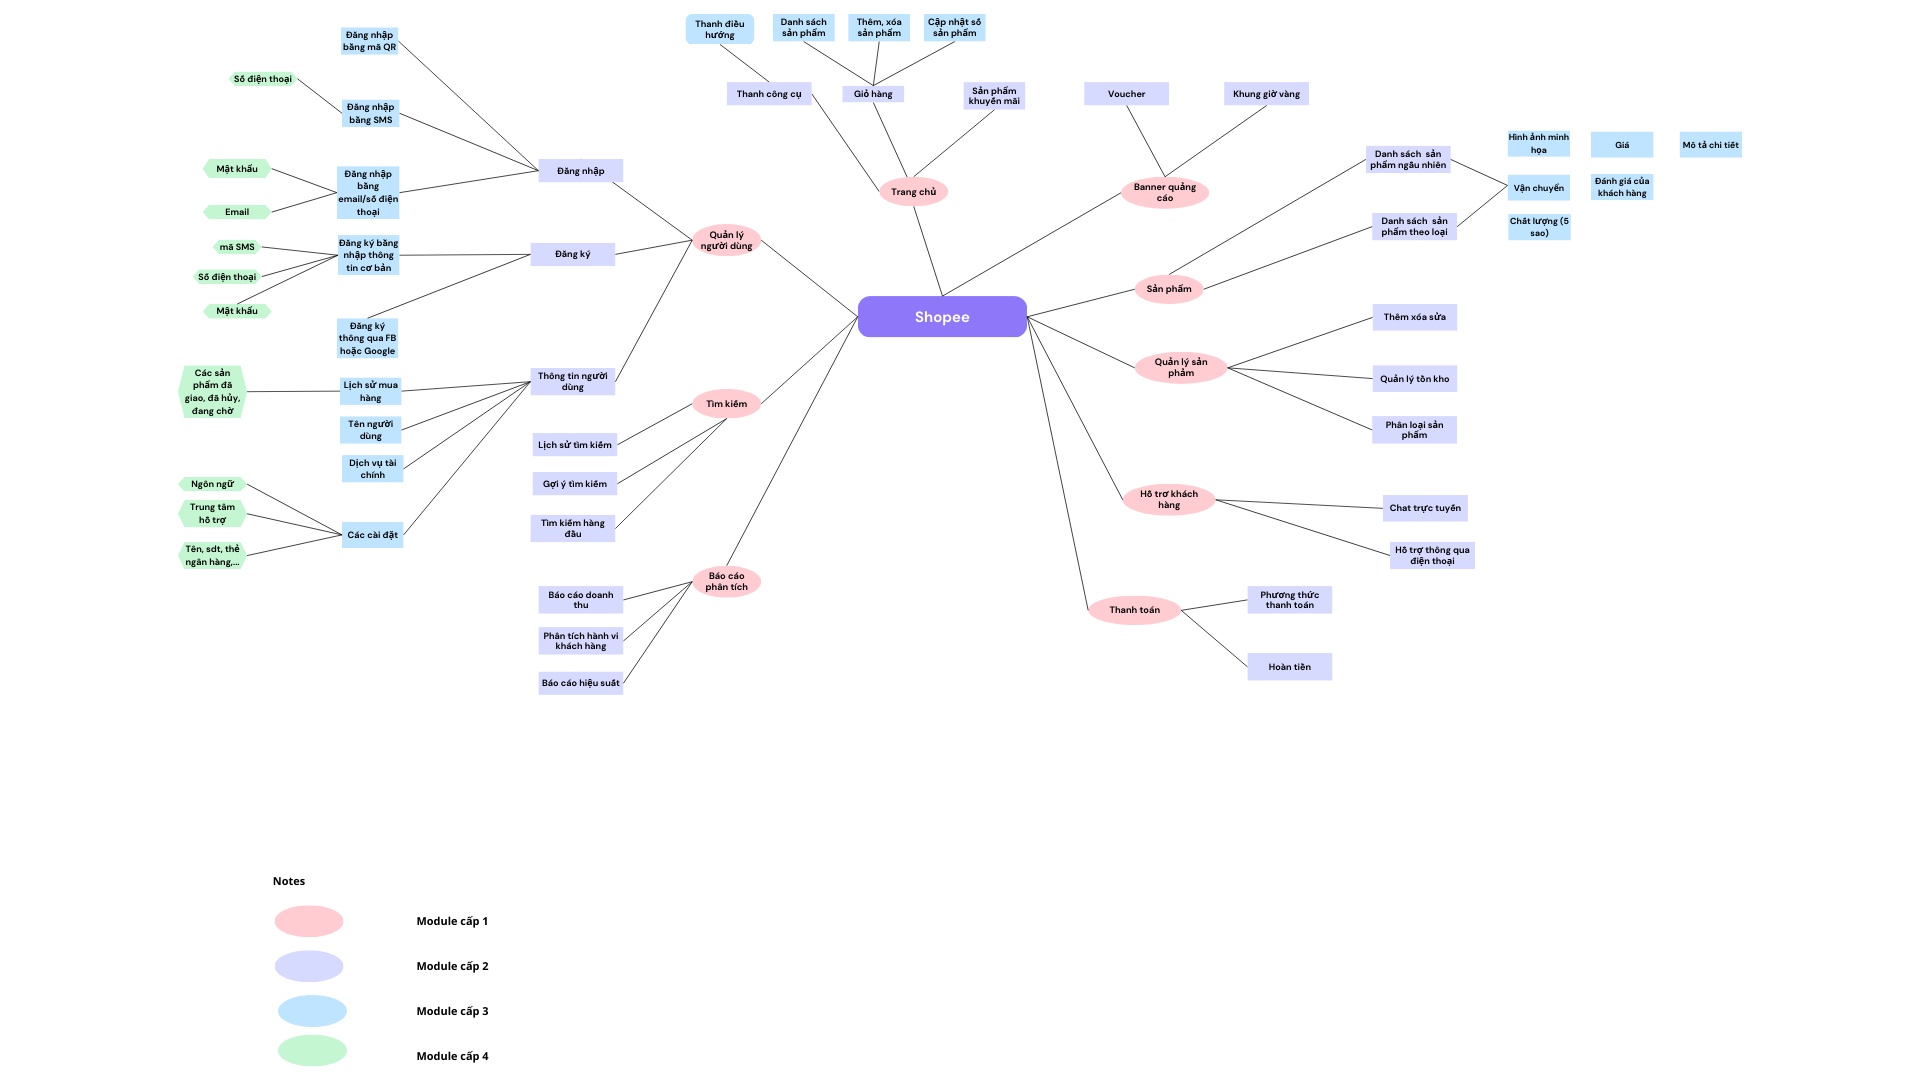 Đăng nhập
bằng mã QR
Số điện thoại
Đăng nhập
bằng SMS
Mật khẩu
Email
Đăng nhập
bằng
email/số điện
thoại
Đăng nhập
mã SMS
Số điện thoại
Mật khẩu
Đăng ký bằng
nhập thông
tin cơ bản
Đăng ký
thông qua FB
hoặc Google
Đăng ký
Quản lý
người dùng
Các sản
phẩm đã
giao, đã hủy,
đang chờ
Lịch sử mua
hàng
Tên người
dùng
Dịch vụ tài
chính
Thông tin người
dùng
Ngôn ngữ
Trung tâm
hỗ trợ
Tên, sdt, thẻ
ngân hàng,...
Các cài đặt
Thanh điều
hướng
Danh sách
sản phẩm
Thêm, xóa
sản phẩm
Cập nhật số
sản phẩm
Thanh công cụ
Giỏ hàng
Sản phẩm
khuyến mãi
Trang chủ
Voucher
Khung giờ vàng
Banner quảng
cáo
Shopee
Danh sách  sản
phẩm ngẫu nhiên
Danh sách  sản
phẩm theo loại
Sản phẩm
Hình ảnh minh
họa
Giá
Mô tả chi tiết
Vận chuyển
Đánh giá của
khách hàng
Chất lượng (5
sao)
Quản lý sản
phảm
Thêm xóa sửa
Quản lý tồn kho
Phân loại sản
phẩm
Tìm kiếm
Lịch sử tìm kiếm
Gợi ý tìm kiếm
Tìm kiếm hàng
đầu
Hỗ trơ khách
hàng
Chat trực tuyến
Hỗ trợ thông qua
điện thoại
Báo cáo
phân tích
Báo cáo doanh
thu
Phân tích hành vi
khách hàng
Báo cáo hiệu suất
Thanh toán
Phương thức
thanh toán
Hoàn tiền
Notes
Module cấp 1
Module cấp 2
Module cấp 3
Module cấp 4